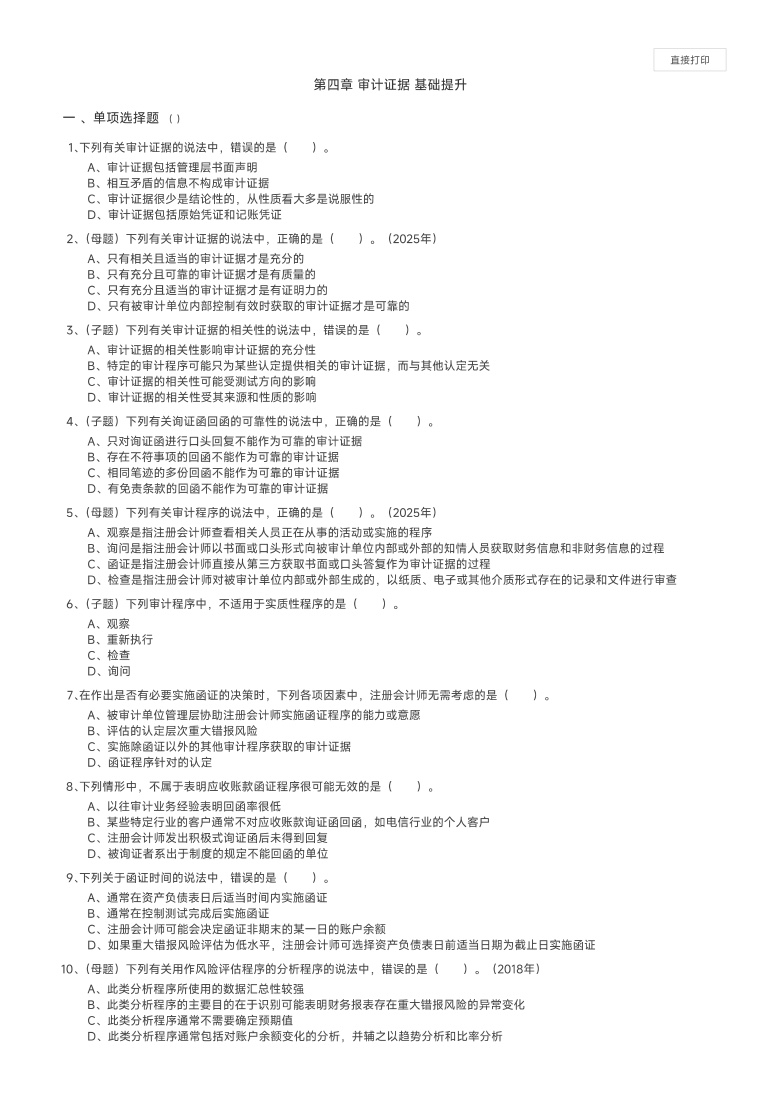 直接打印
第四章 审计证据 基础提升
一 、单项选择题 （ ）
1、下列有关审计证据的说法中，错误的是（　　）。
A、审计证据包括管理层书面声明
B、相互矛盾的信息不构成审计证据
C、审计证据很少是结论性的，从性质看大多是说服性的
D、审计证据包括原始凭证和记账凭证
2、（母题）下列有关审计证据的说法中，正确的是（　　）。（2025年）
A、只有相关且适当的审计证据才是充分的
B、只有充分且可靠的审计证据才是有质量的
C、只有充分且适当的审计证据才是有证明力的
D、只有被审计单位内部控制有效时获取的审计证据才是可靠的
3、（子题）下列有关审计证据的相关性的说法中，错误的是（　　）。
A、审计证据的相关性影响审计证据的充分性
B、特定的审计程序可能只为某些认定提供相关的审计证据，而与其他认定无关
C、审计证据的相关性可能受测试方向的影响
D、审计证据的相关性受其来源和性质的影响
4、（子题）下列有关询证函回函的可靠性的说法中，正确的是（　　）。
A、只对询证函进行口头回复不能作为可靠的审计证据
B、存在不符事项的回函不能作为可靠的审计证据
C、相同笔迹的多份回函不能作为可靠的审计证据
D、有免责条款的回函不能作为可靠的审计证据
5、（母题）下列有关审计程序的说法中，正确的是（　　）。（2025年）
A、观察是指注册会计师查看相关人员正在从事的活动或实施的程序
B、询问是指注册会计师以书面或口头形式向被审计单位内部或外部的知情人员获取财务信息和非财务信息的过程
C、函证是指注册会计师直接从第三方获取书面或口头答复作为审计证据的过程
D、检查是指注册会计师对被审计单位内部或外部生成的，以纸质、电子或其他介质形式存在的记录和文件进行审查
6、（子题）下列审计程序中，不适用于实质性程序的是（　　）。
A、观察
B、重新执行
C、检查
D、询问
7、在作出是否有必要实施函证的决策时，下列各项因素中，注册会计师无需考虑的是（　　）。
A、被审计单位管理层协助注册会计师实施函证程序的能力或意愿
B、评估的认定层次重大错报风险
C、实施除函证以外的其他审计程序获取的审计证据
D、函证程序针对的认定
8、下列情形中，不属于表明应收账款函证程序很可能无效的是（　　）。
A、以往审计业务经验表明回函率很低
B、某些特定行业的客户通常不对应收账款询证函回函，如电信行业的个人客户
C、注册会计师发出积极式询证函后未得到回复
D、被询证者系出于制度的规定不能回函的单位
9、下列关于函证时间的说法中，错误的是（　　）。
A、通常在资产负债表日后适当时间内实施函证
B、通常在控制测试完成后实施函证
C、注册会计师可能会决定函证非期末的某一日的账户余额
D、如果重大错报风险评估为低水平，注册会计师可选择资产负债表日前适当日期为截止日实施函证
10、（母题）下列有关用作风险评估程序的分析程序的说法中，错误的是（　　）。（2018年）
A、此类分析程序所使用的数据汇总性较强
B、此类分析程序的主要目的在于识别可能表明财务报表存在重大错报风险的异常变化
C、此类分析程序通常不需要确定预期值
D、此类分析程序通常包括对账户余额变化的分析，并辅之以趋势分析和比率分析